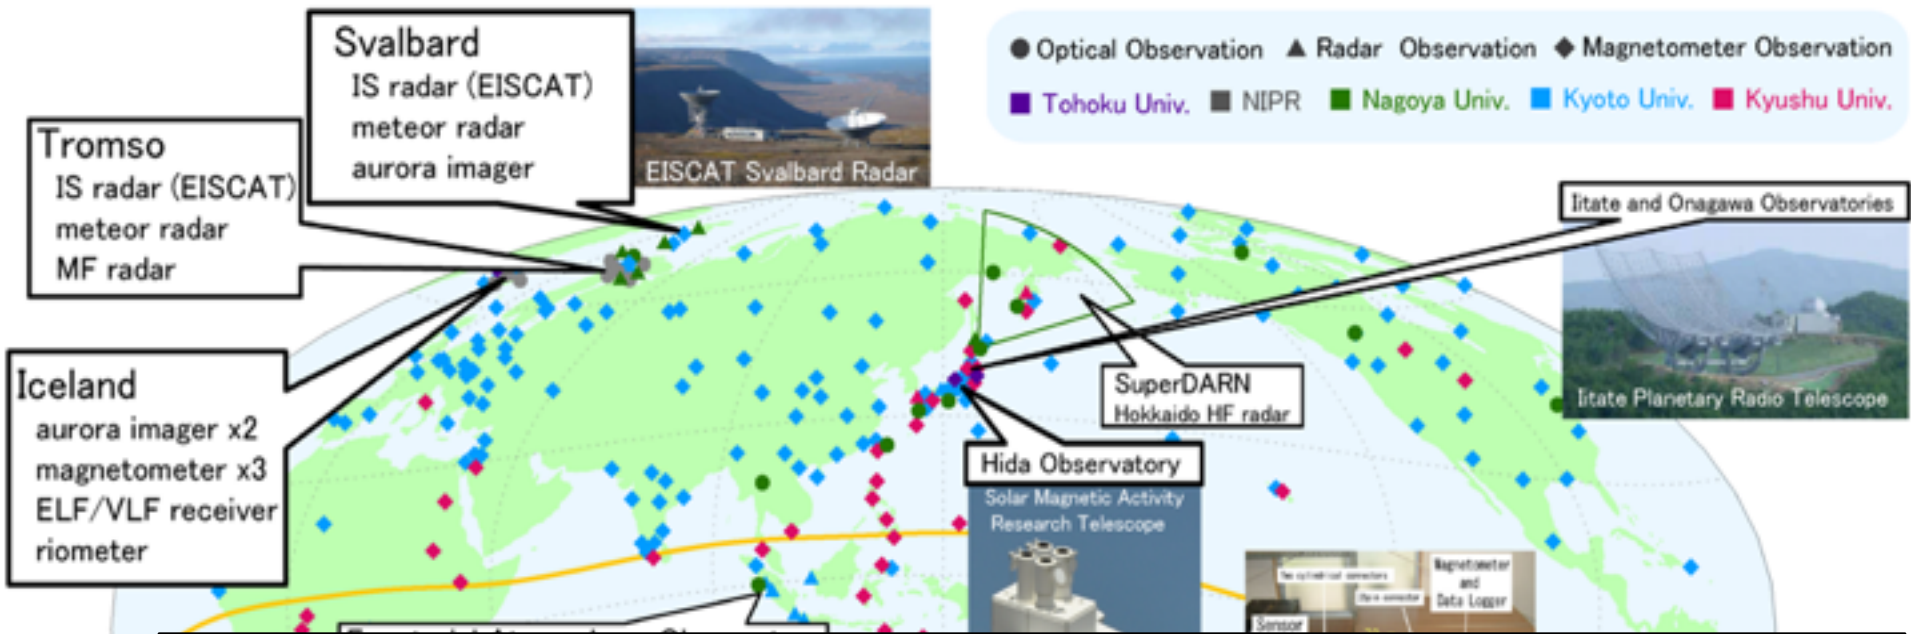 Svalbard
IS radar (EISCAT)
meteor radar
aurora imager
EISCAT Svalbard Radar
Optical Observation
Radar Observation
Magnetometer Observation
Tohoku Univ.
NIPR
Nagoya Univ.
Kyoto Univ.
Kyushu Univ.
Tromso
IS radar (EISCAT)
meteor radar
MF radar
Iitate and Onagawa Observatories
Iitate Planetary Radio Telescope
Iceland
aurora imager x2
magnetometer x3
ELF/VLF receiver
riometer
SuperDARN
Hokkaido HF radar
Hida Observatory
Solar Magnetic Activity
Research Telescope
Magnetometer
and
Data Logger
Sensor